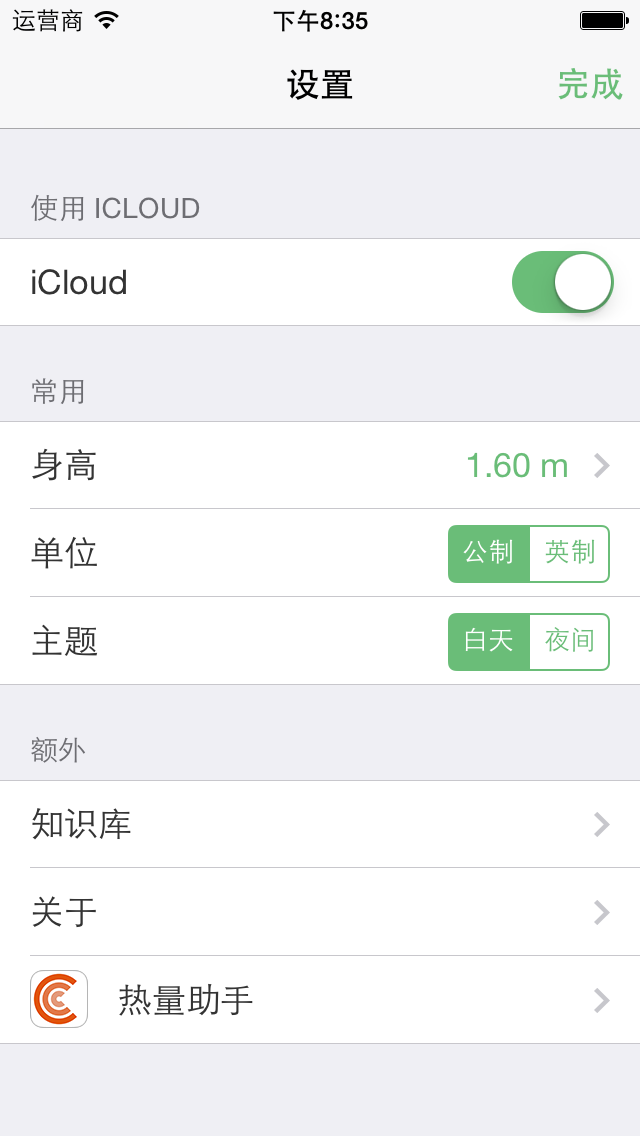 运营商 下午8:35
设置 完成
使用 ICLOUD
iCloud
常用
身高 1.60 m
单位 公制 英制
主题 白天 夜间
额外
知识库
关于
热量助手